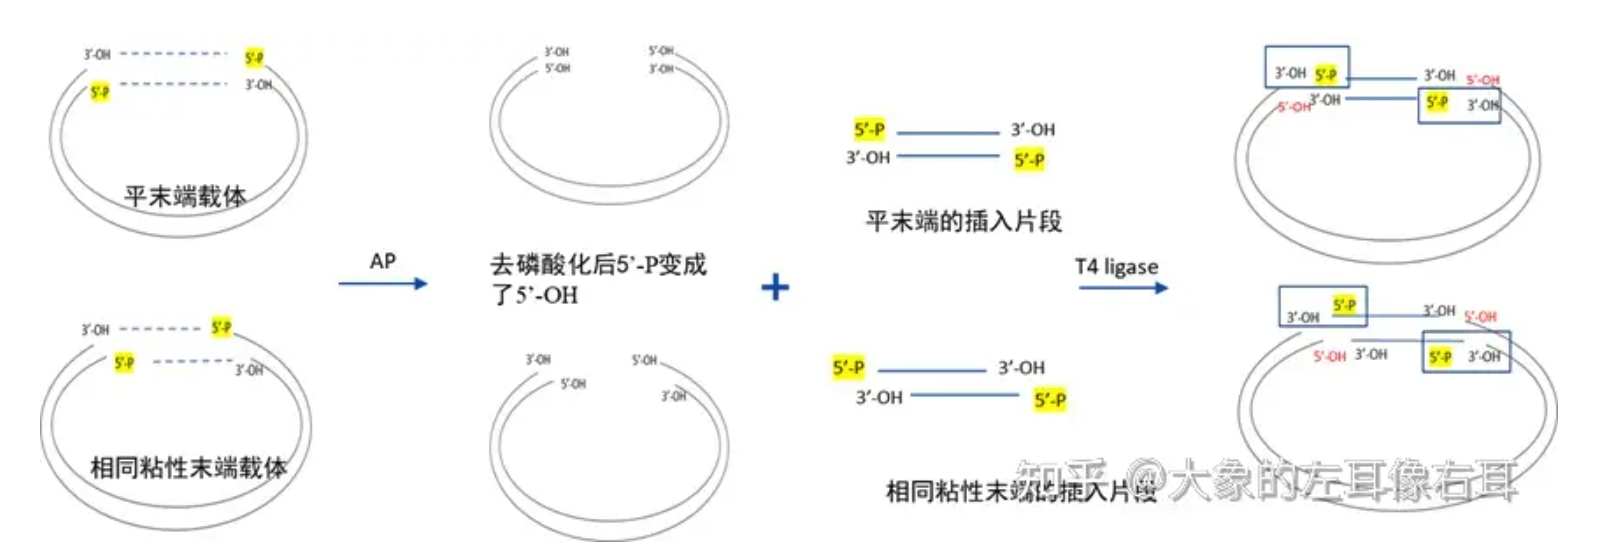 3'-OH 5'-P
5'-P 3'-OH
平末端载体
3'-OH 5'-OH
5'-OH 3'-OH
5'-P 3'-OH
3'-OH 5'-P
平末端的插入片段
3'-OH 5'-P 3'-OH 5'-OH
5'-OH 3'-OH 5'-P 3'-OH
AP
去磷酸化后5'-P变成
了5'-OH
+
T4 ligase
3'-OH 5'-P
5'-P 3'-OH
相同粘性末端载体
3'-OH 5'-OH
5'-OH 3'-OH
5'-P 3'-OH
3'-OH 5'-P
相同粘性末端的插入片段
3'-OH 5'-P 3'-OH 5'-OH
5'-OH 3'-OH 5'-P 3'-OH
知乎 @大象的左耳像右耳